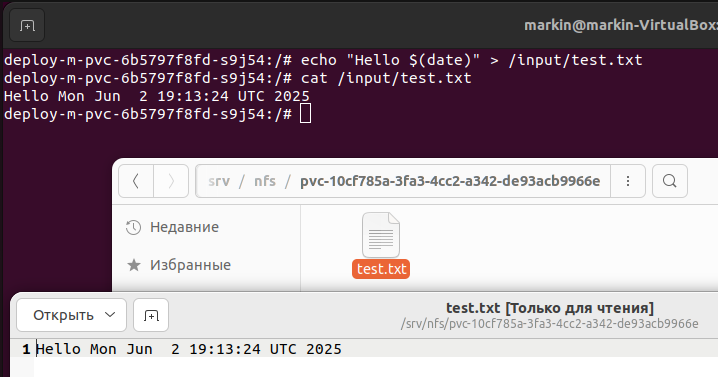 markin@markin-VirtualBox:
deploy-m-pvc-6b5797f8fd-s9j54:/# echo "Hello $(date)" > /input/test.txt
deploy-m-pvc-6b5797f8fd-s9j54:/# cat /input/test.txt
Hello Mon Jun  2 19:13:24 UTC 2025
deploy-m-pvc-6b5797f8fd-s9j54:/#
srv / nfs / pvc-10cf785a-3fa3-4cc2-a342-de93acb9966e
Недавние
Избранные
test.txt
Открыть
test.txt [Только для чтения]
/srv/nfs/pvc-10cf785a-3fa3-4cc2-a342-de93acb9966e
1 Hello Mon Jun  2 19:13:24 UTC 2025